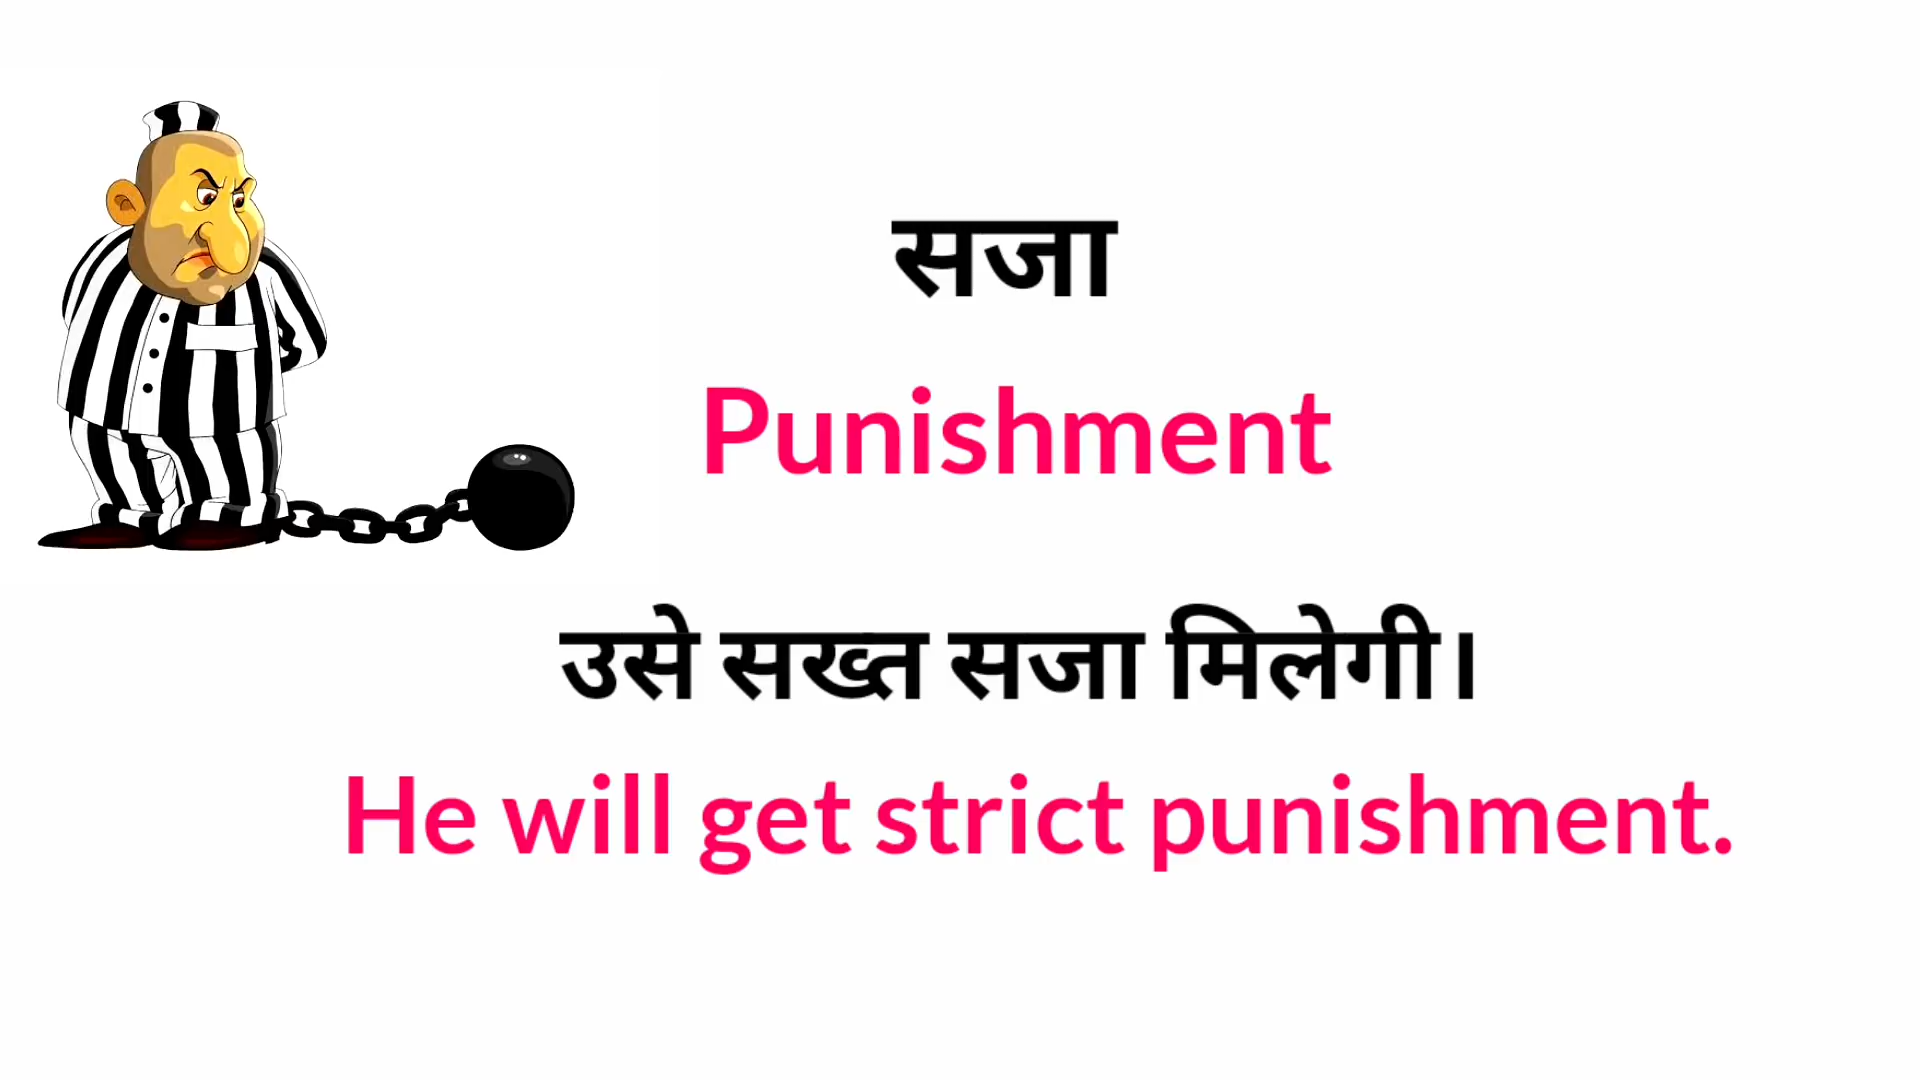 सजा
Punishment
उसे सख्त सजा मिलेगी।
He will get strict punishment.